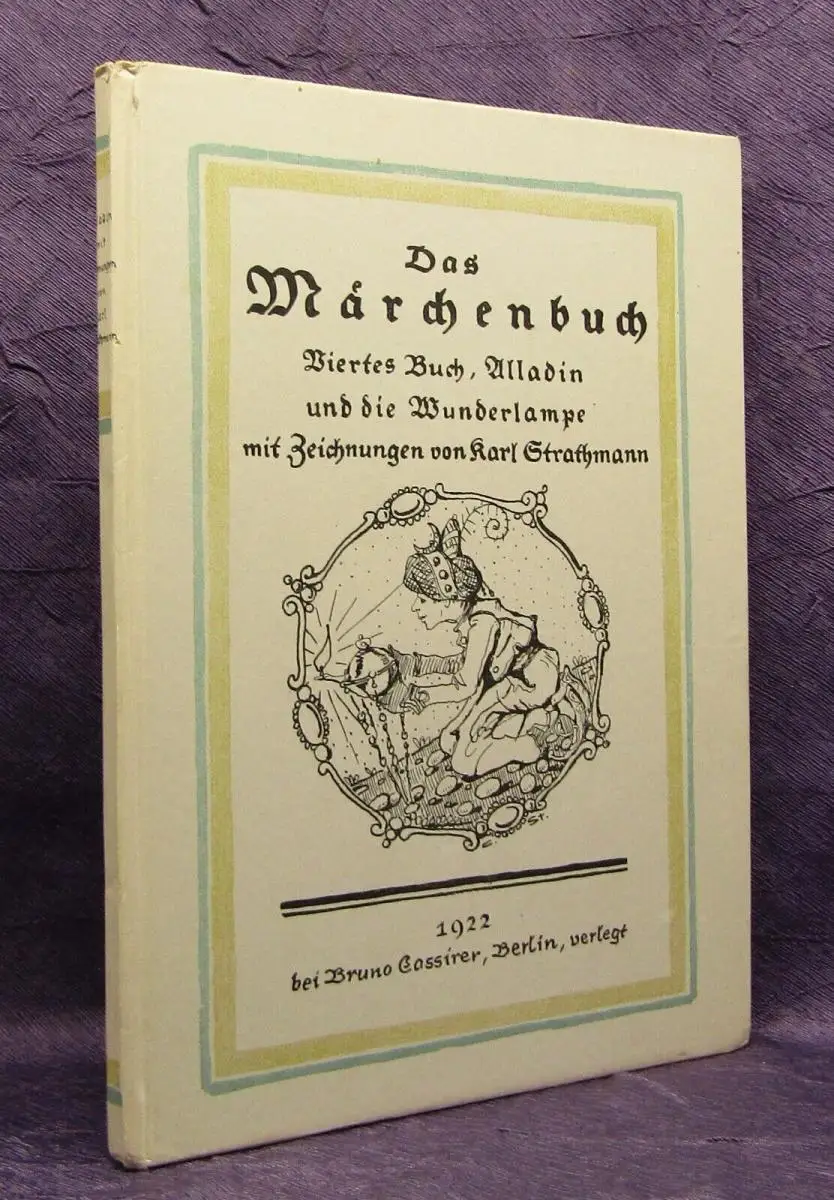 Das
Märchenbuch
Viertes Buch, Alladin
und die Wunderlampe
mit Zeichnungen von Karl Strathmann
C. St.
1922
bei Bruno Cassirer, Berlin, verlegt